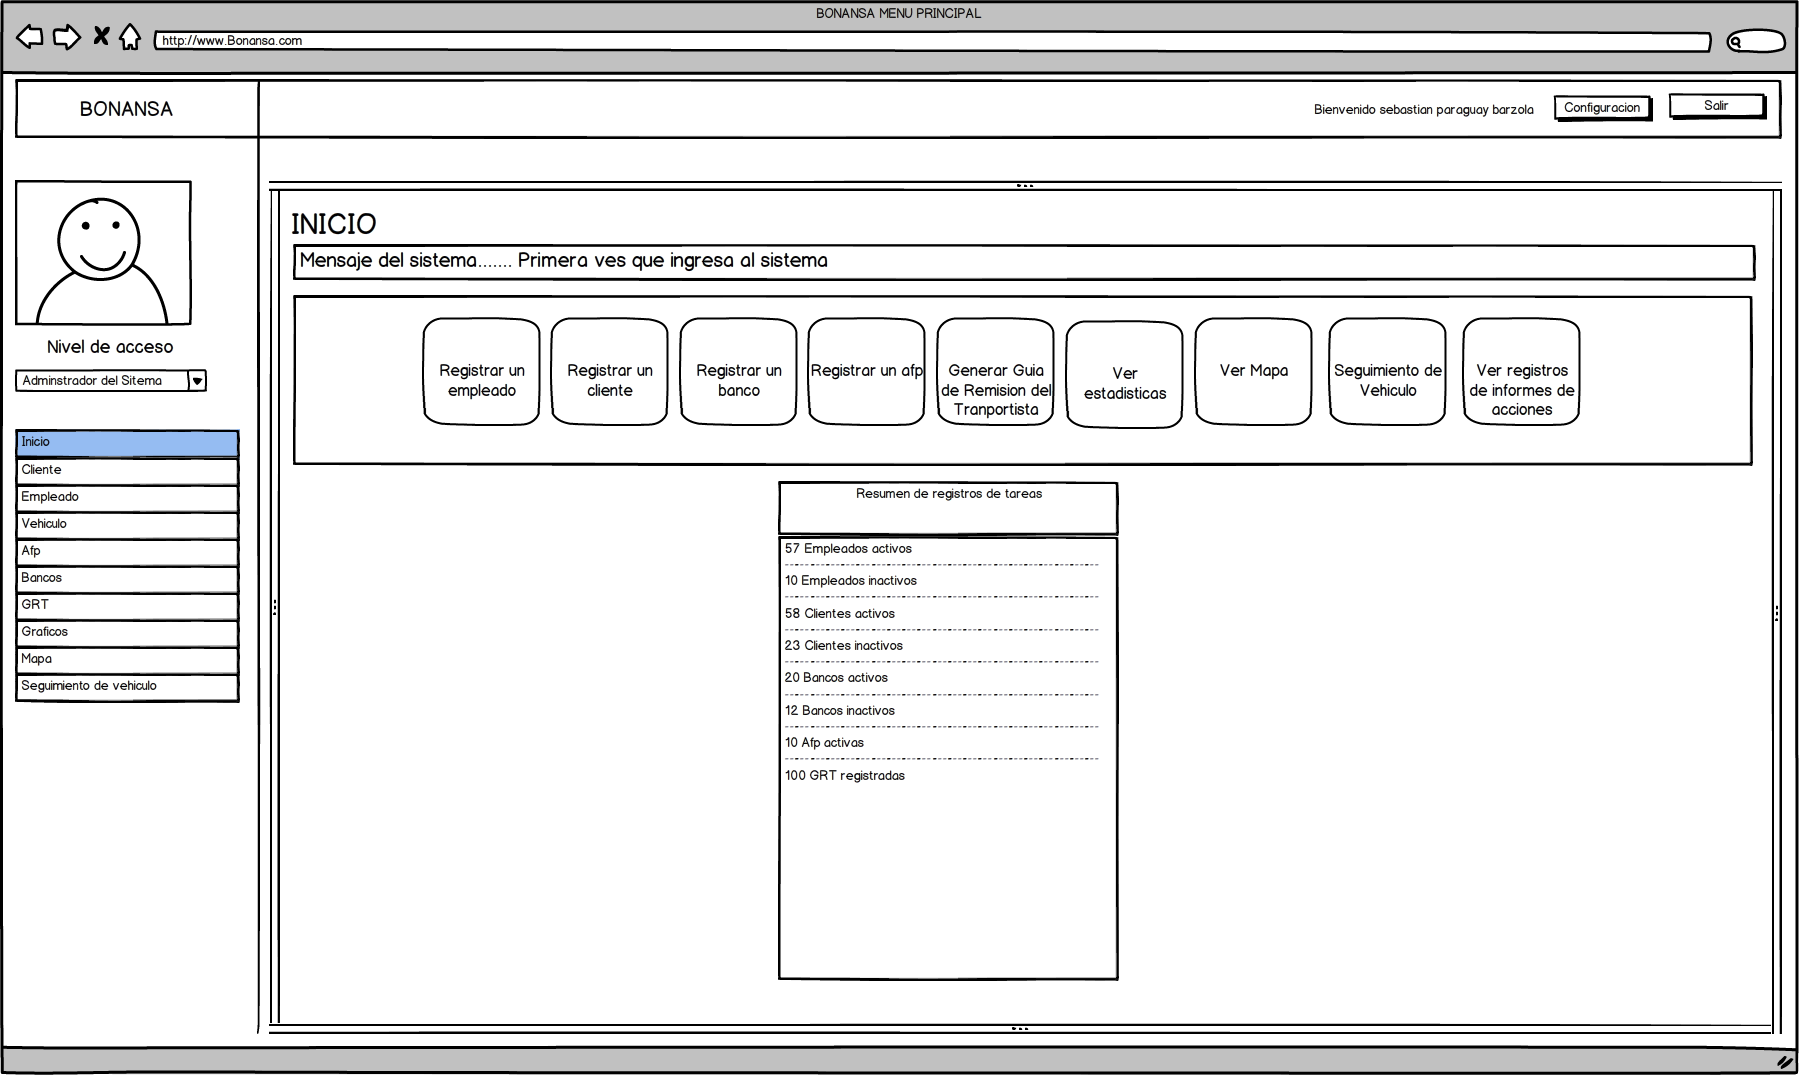 BONANSA MENU PRINCIPAL
http://www.Bonansa.com
BONANSA
Bienvenido sebastian paraguay barzola
Configuracion
Salir
Nivel de acceso
Adminstrador del Sitema
Inicio
Cliente
Empleado
Vehiculo
Afp
Bancos
GRT
Graficos
Mapa
Seguimiento de vehiculo
INICIO
Mensaje del sistema....... Primera ves que ingresa al sistema
Registrar un
empleado
Registrar un
cliente
Registrar un
banco
Registrar un afp
Generar Guia
de Remision del
Tranportista
Ver
estadisticas
Ver Mapa
Seguimiento de
Vehiculo
Ver registros
de informes de
acciones
Resumen de registros de tareas
57 Empleados activos
10 Empleados inactivos
58 Clientes activos
23 Clientes inactivos
20 Bancos activos
12 Bancos inactivos
10 Afp activas
100 GRT registradas